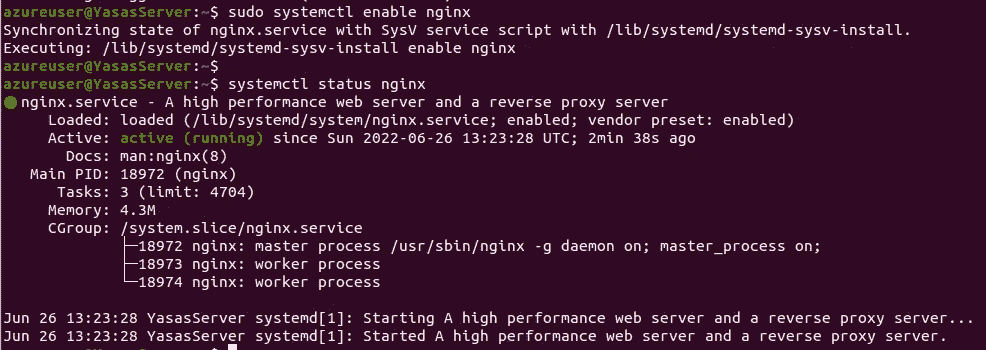 azureuser@YasasServer:~$ sudo systemctl enable nginx
Synchronizing state of nginx.service with SysV service script with /lib/systemd/systemd-sysv-install.
Executing: /lib/systemd/systemd-sysv-install enable nginx
azureuser@YasasServer:~$
azureuser@YasasServer:~$ systemctl status nginx
● nginx.service - A high performance web server and a reverse proxy server
Loaded: loaded (/lib/systemd/system/nginx.service; enabled; vendor preset: enabled)
Active: active (running) since Sun 2022-06-26 13:23:28 UTC; 2min 38s ago
Docs: man:nginx(8)
Main PID: 18972 (nginx)
Tasks: 3 (limit: 4704)
Memory: 4.3M
CGroup: /system.slice/nginx.service
├─18972 nginx: master process /usr/sbin/nginx -g daemon on; master_process on;
├─18973 nginx: worker process
└─18974 nginx: worker process
Jun 26 13:23:28 YasasServer systemd[1]: Starting A high performance web server and a reverse proxy server...
Jun 26 13:23:28 YasasServer systemd[1]: Started A high performance web server and a reverse proxy server.
azureuser@YasasServer:~$